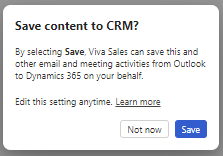 Save content to CRM?
By selecting Save, Viva Sales can save this and
other email and meeting activities from Outlook
to Dynamics 365 on your behalf.
Edit this setting anytime. Learn more
Not now
Save